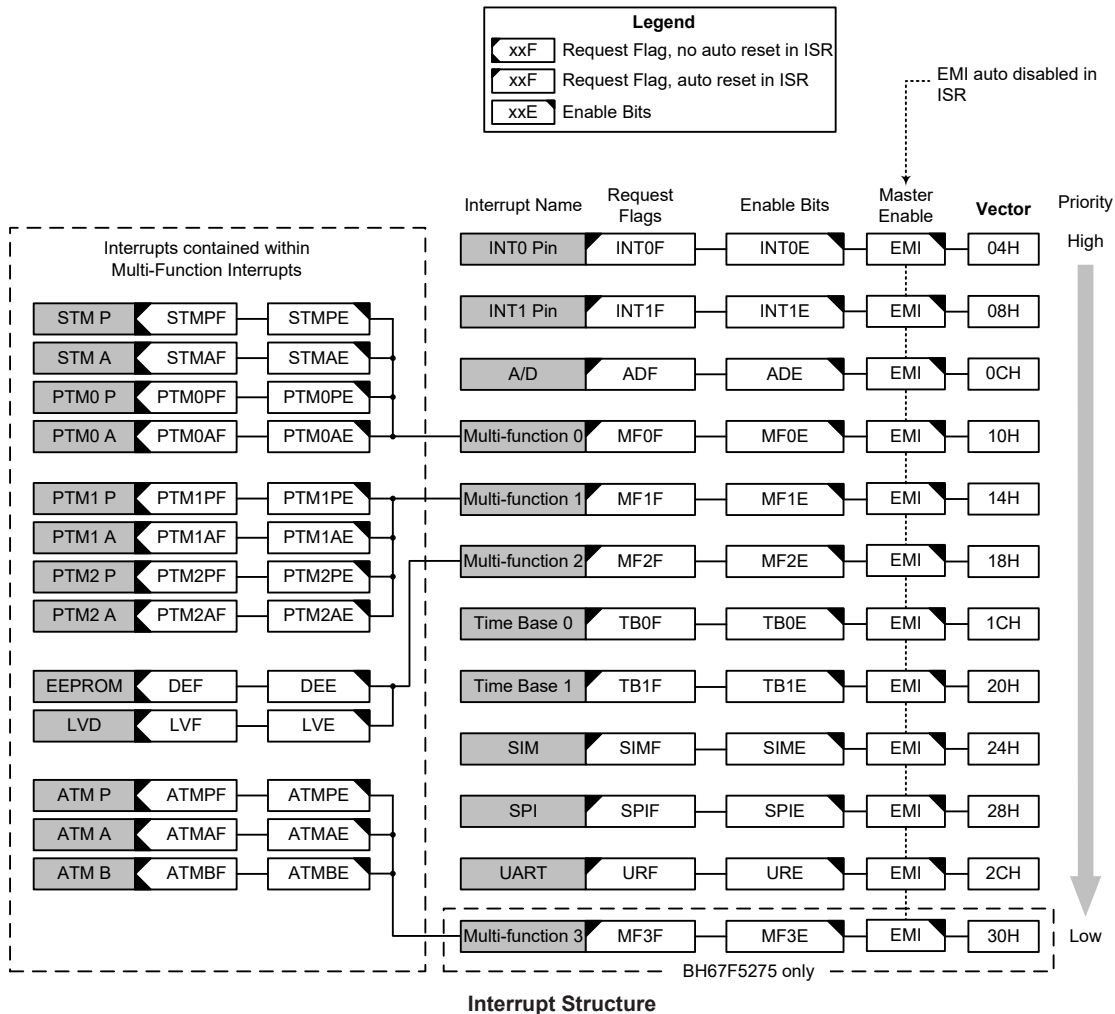 Legend
xxF Request Flag, no auto reset in ISR
xxF Request Flag, auto reset in ISR
xxE Enable Bits
EMI auto disabled in
ISR
Interrupt Name Request Flags Enable Bits Master Enable Vector Priority
INT0 Pin INT0F INT0E EMI 04H High
INT1 Pin INT1F INT1E EMI 08H
A/D ADF ADE EMI 0CH
Multi-function 0 MF0F MF0E EMI 10H
Multi-function 1 MF1F MF1E EMI 14H
Multi-function 2 MF2F MF2E EMI 18H
Time Base 0 TB0F TB0E EMI 1CH
Time Base 1 TB1F TB1E EMI 20H
SIM SIMF SIME EMI 24H
SPI SPIF SPIE EMI 28H
UART URF URE EMI 2CH
Multi-function 3 MF3F MF3E EMI 30H Low
BH67F5275 only
Interrupts contained within
Multi-Function Interrupts
STM P STMPF STMPE
STM A STMAF STMAE
PTM0 P PTM0PF PTM0PE
PTM0 A PTM0AF PTM0AE
PTM1 P PTM1PF PTM1PE
PTM1 A PTM1AF PTM1AE
PTM2 P PTM2PF PTM2PE
PTM2 A PTM2AF PTM2AE
EEPROM DEF DEE
LVD LVF LVE
ATM P ATMPF ATMPE
ATM A ATMAF ATMAE
ATM B ATMBF ATMBE
Interrupt Structure